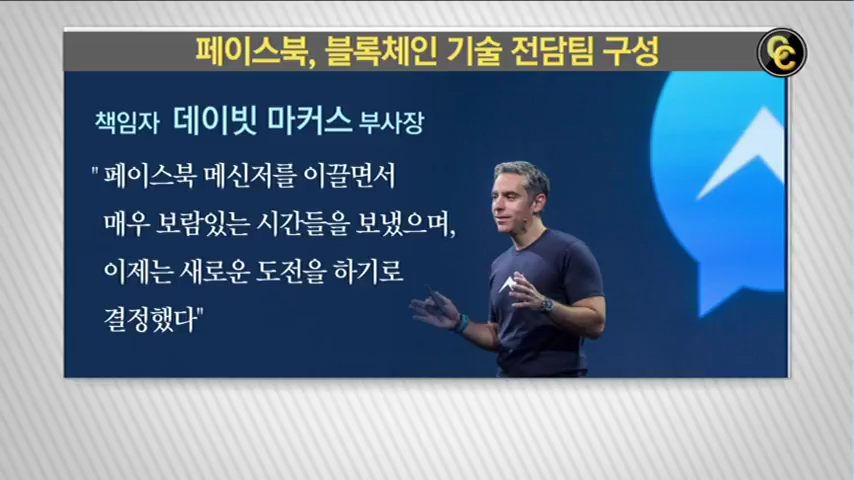 페이스북, 블록체인 기술 전담팀 구성
CC
책임자 데이빗 마커스 부사장
" 페이스북 메신저를 이끌면서
매우 보람있는 시간들을 보냈으며,
이제는 새로운 도전을 하기로
결정했다"